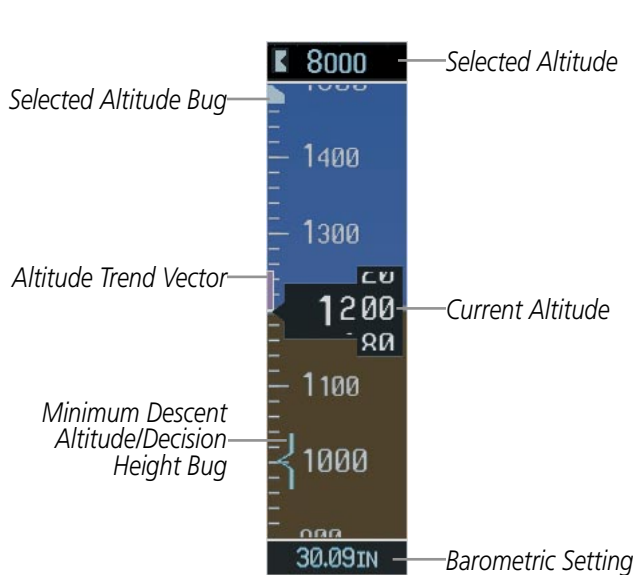 8000
Selected Altitude
Selected Altitude Bug
1400
1300
Altitude Trend Vector
20
1200
Current Altitude
80
1100
Minimum Descent
Altitude/Decision
Height Bug
1000
30.09IN
Barometric Setting